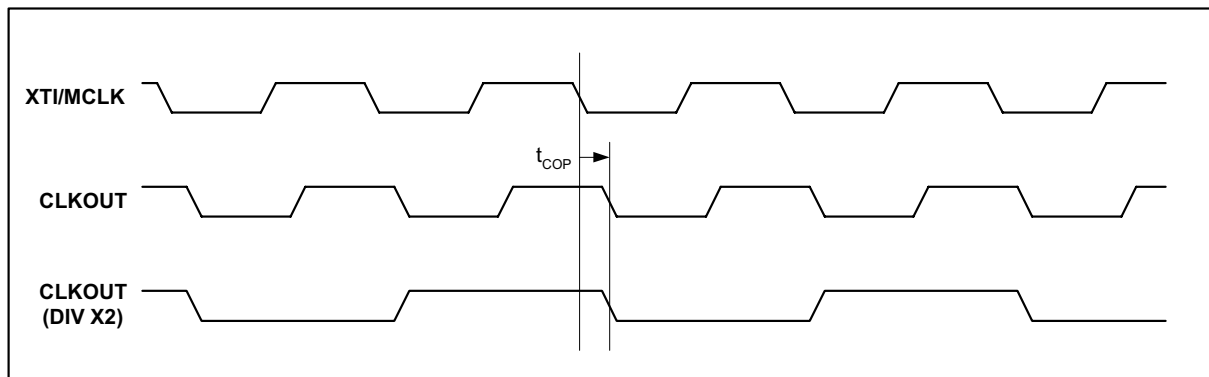 XTI/MCLK
tCOP
CLKOUT
CLKOUT
(DIV X2)